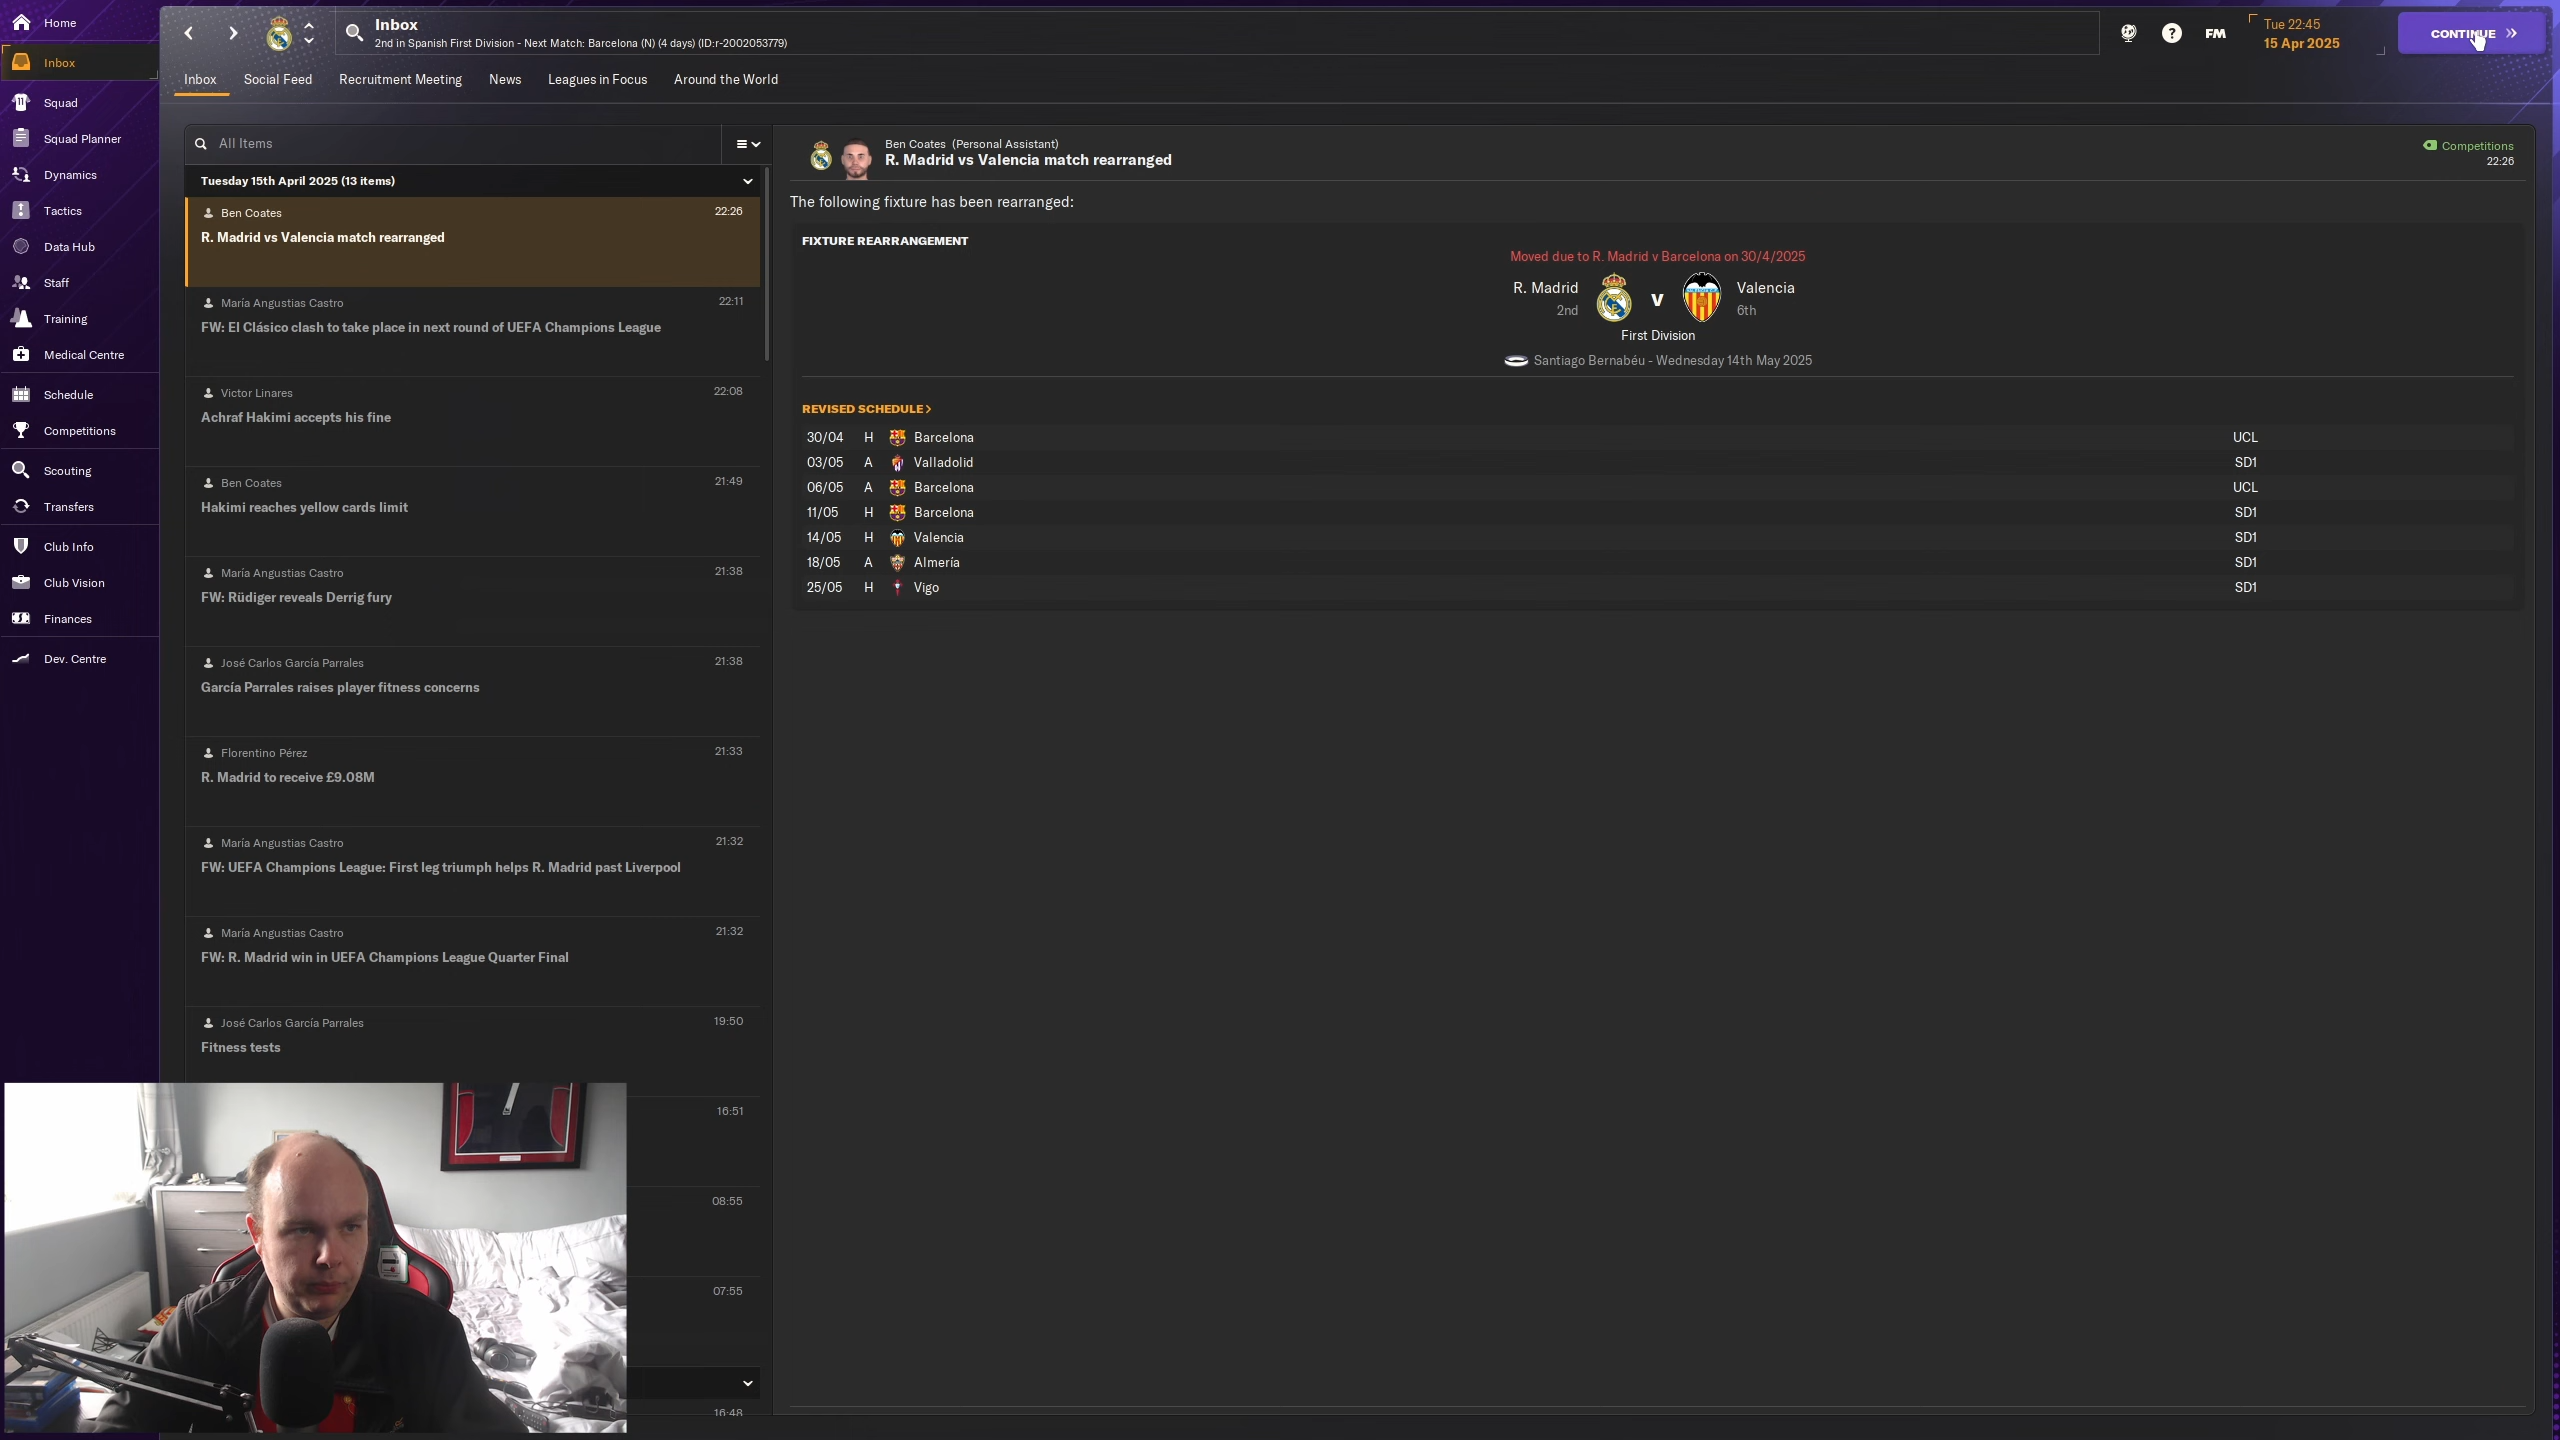 Home
Inbox
Squad
Squad Planner
Dynamics
Tactics
Data Hub
Staff
Training
Medical Centre
Schedule
Competitions
Scouting
Transfers
Club Info
Club Vision
Finances
Dev. Centre
Inbox
2nd in Spanish First Division - Next Match: Barcelona (N) (4 days) (ID:r-2002053779)
FM
Tue 22:45
15 Apr 2025
CONTINUE
Inbox Social Feed Recruitment Meeting News Leagues in Focus Around the World
All Items
Tuesday 15th April 2025 (13 items)
Ben Coates 22:26
R. Madrid vs Valencia match rearranged
María Angustias Castro 22:11
FW: El Clásico clash to take place in next round of UEFA Champions League
Victor Linares 22:08
Achraf Hakimi accepts his fine
Ben Coates 21:49
Hakimi reaches yellow cards limit
María Angustias Castro 21:38
FW: Rüdiger reveals Derrig fury
José Carlos García Parrales 21:38
García Parrales raises player fitness concerns
Florentino Pérez 21:33
R. Madrid to receive £9.08M
María Angustias Castro 21:32
FW: UEFA Champions League: First leg triumph helps R. Madrid past Liverpool
María Angustias Castro 21:32
FW: R. Madrid win in UEFA Champions League Quarter Final
José Carlos García Parrales 19:50
Fitness tests
16:51
08:55
07:55
16:48
Ben Coates (Personal Assistant)
R. Madrid vs Valencia match rearranged
Competitions
22:26
The following fixture has been rearranged:
FIXTURE REARRANGEMENT
Moved due to R. Madrid v Barcelona on 30/4/2025
R. Madrid v Valencia
2nd 6th
First Division
Santiago Bernabéu - Wednesday 14th May 2025
REVISED SCHEDULE >
30/04 H Barcelona UCL
03/05 A Valladolid SD1
06/05 A Barcelona UCL
11/05 H Barcelona SD1
14/05 H Valencia SD1
18/05 A Almería SD1
25/05 H Vigo SD1